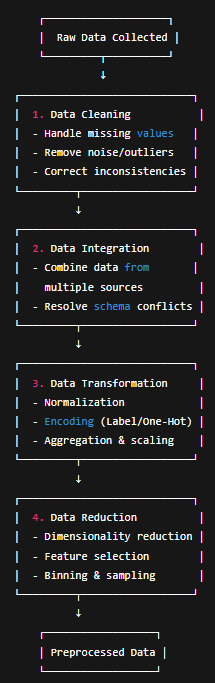 Raw Data Collected
1. Data Cleaning
- Handle missing values
- Remove noise/outliers
- Correct inconsistencies
2. Data Integration
- Combine data from
multiple sources
- Resolve schema conflicts
3. Data Transformation
- Normalization
- Encoding (Label/One-Hot)
- Aggregation & scaling
4. Data Reduction
- Dimensionality reduction
- Feature selection
- Binning & sampling
Preprocessed Data